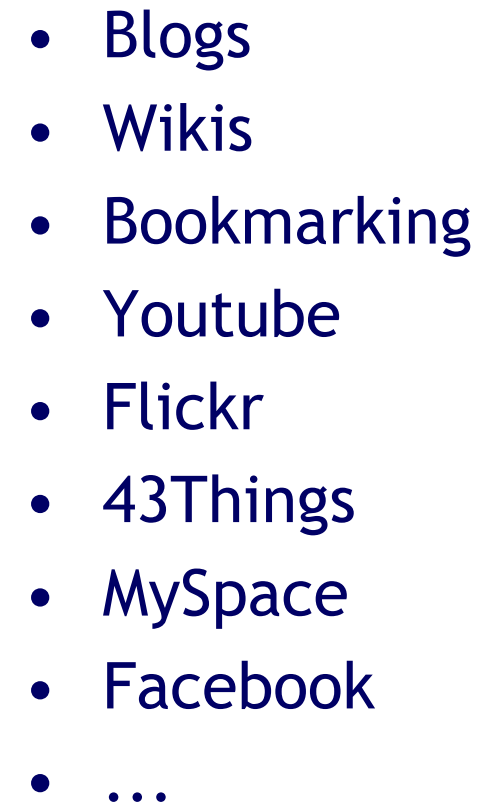 • Blogs
• Wikis
• Bookmarking
• Youtube
• Flickr
• 43Things
• MySpace
• Facebook
• ...